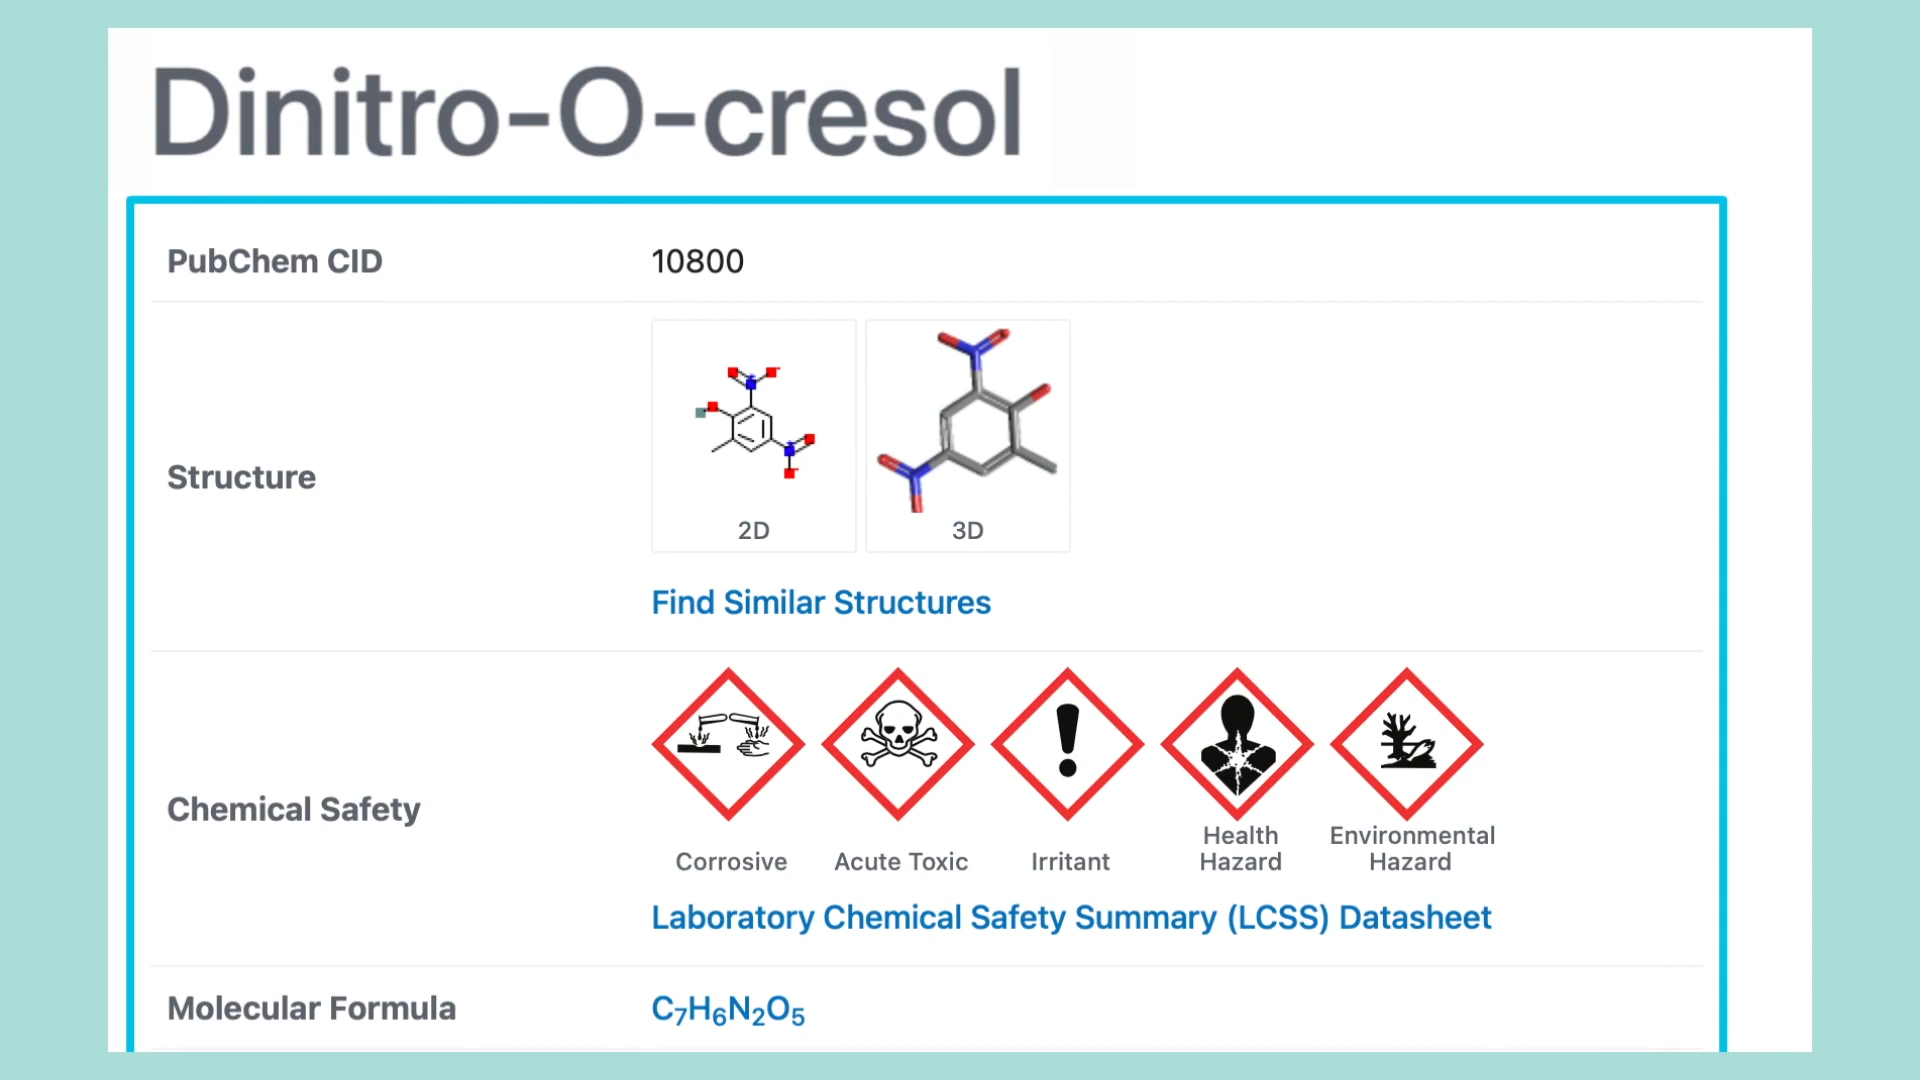 Dinitro-O-cresol
PubChem CID 10800
Structure
2D 3D
Find Similar Structures
Chemical Safety
Corrosive Acute Toxic Irritant Health Hazard Environmental Hazard
Laboratory Chemical Safety Summary (LCSS) Datasheet
Molecular Formula C₇H₆N₂O₅